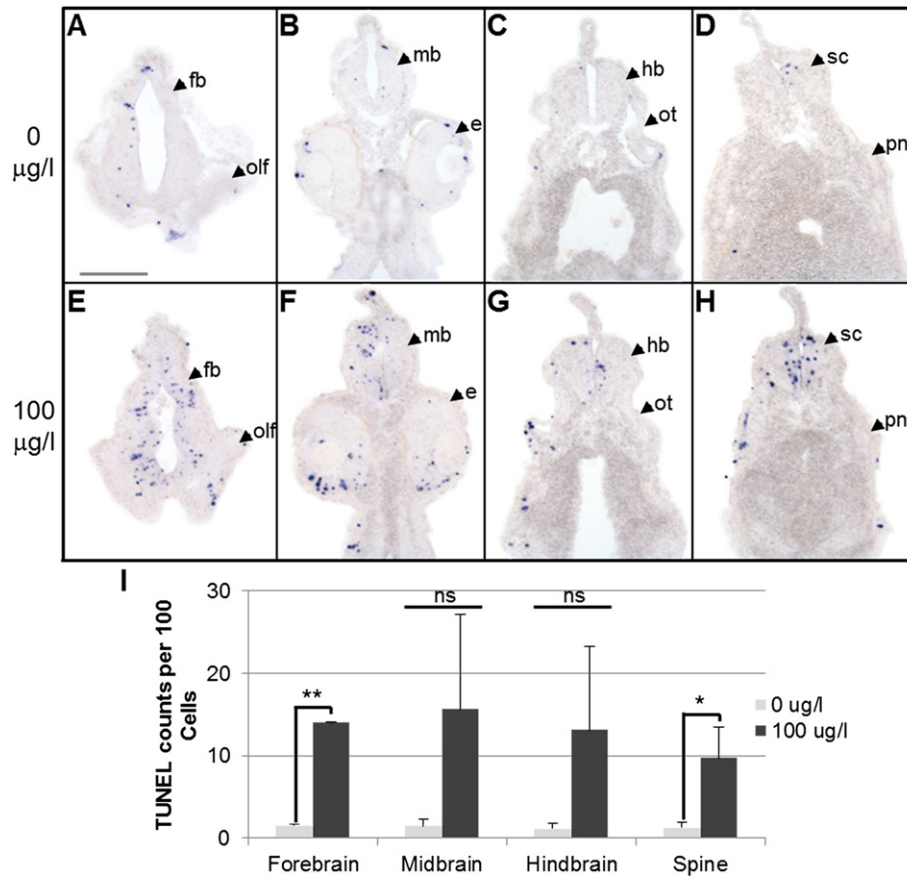 A
fb
olf
B
mb
e
C
hb
ot
D
sc
pn
0
μg/l
E
fb
olf
F
mb
e
G
hb
ot
H
sc
pn
100
μg/l
I
TUNEL counts per 100
Cells
30
20
10
0
**
ns
ns
*
0 ug/l
100 ug/l
Forebrain
Midbrain
Hindbrain
Spine